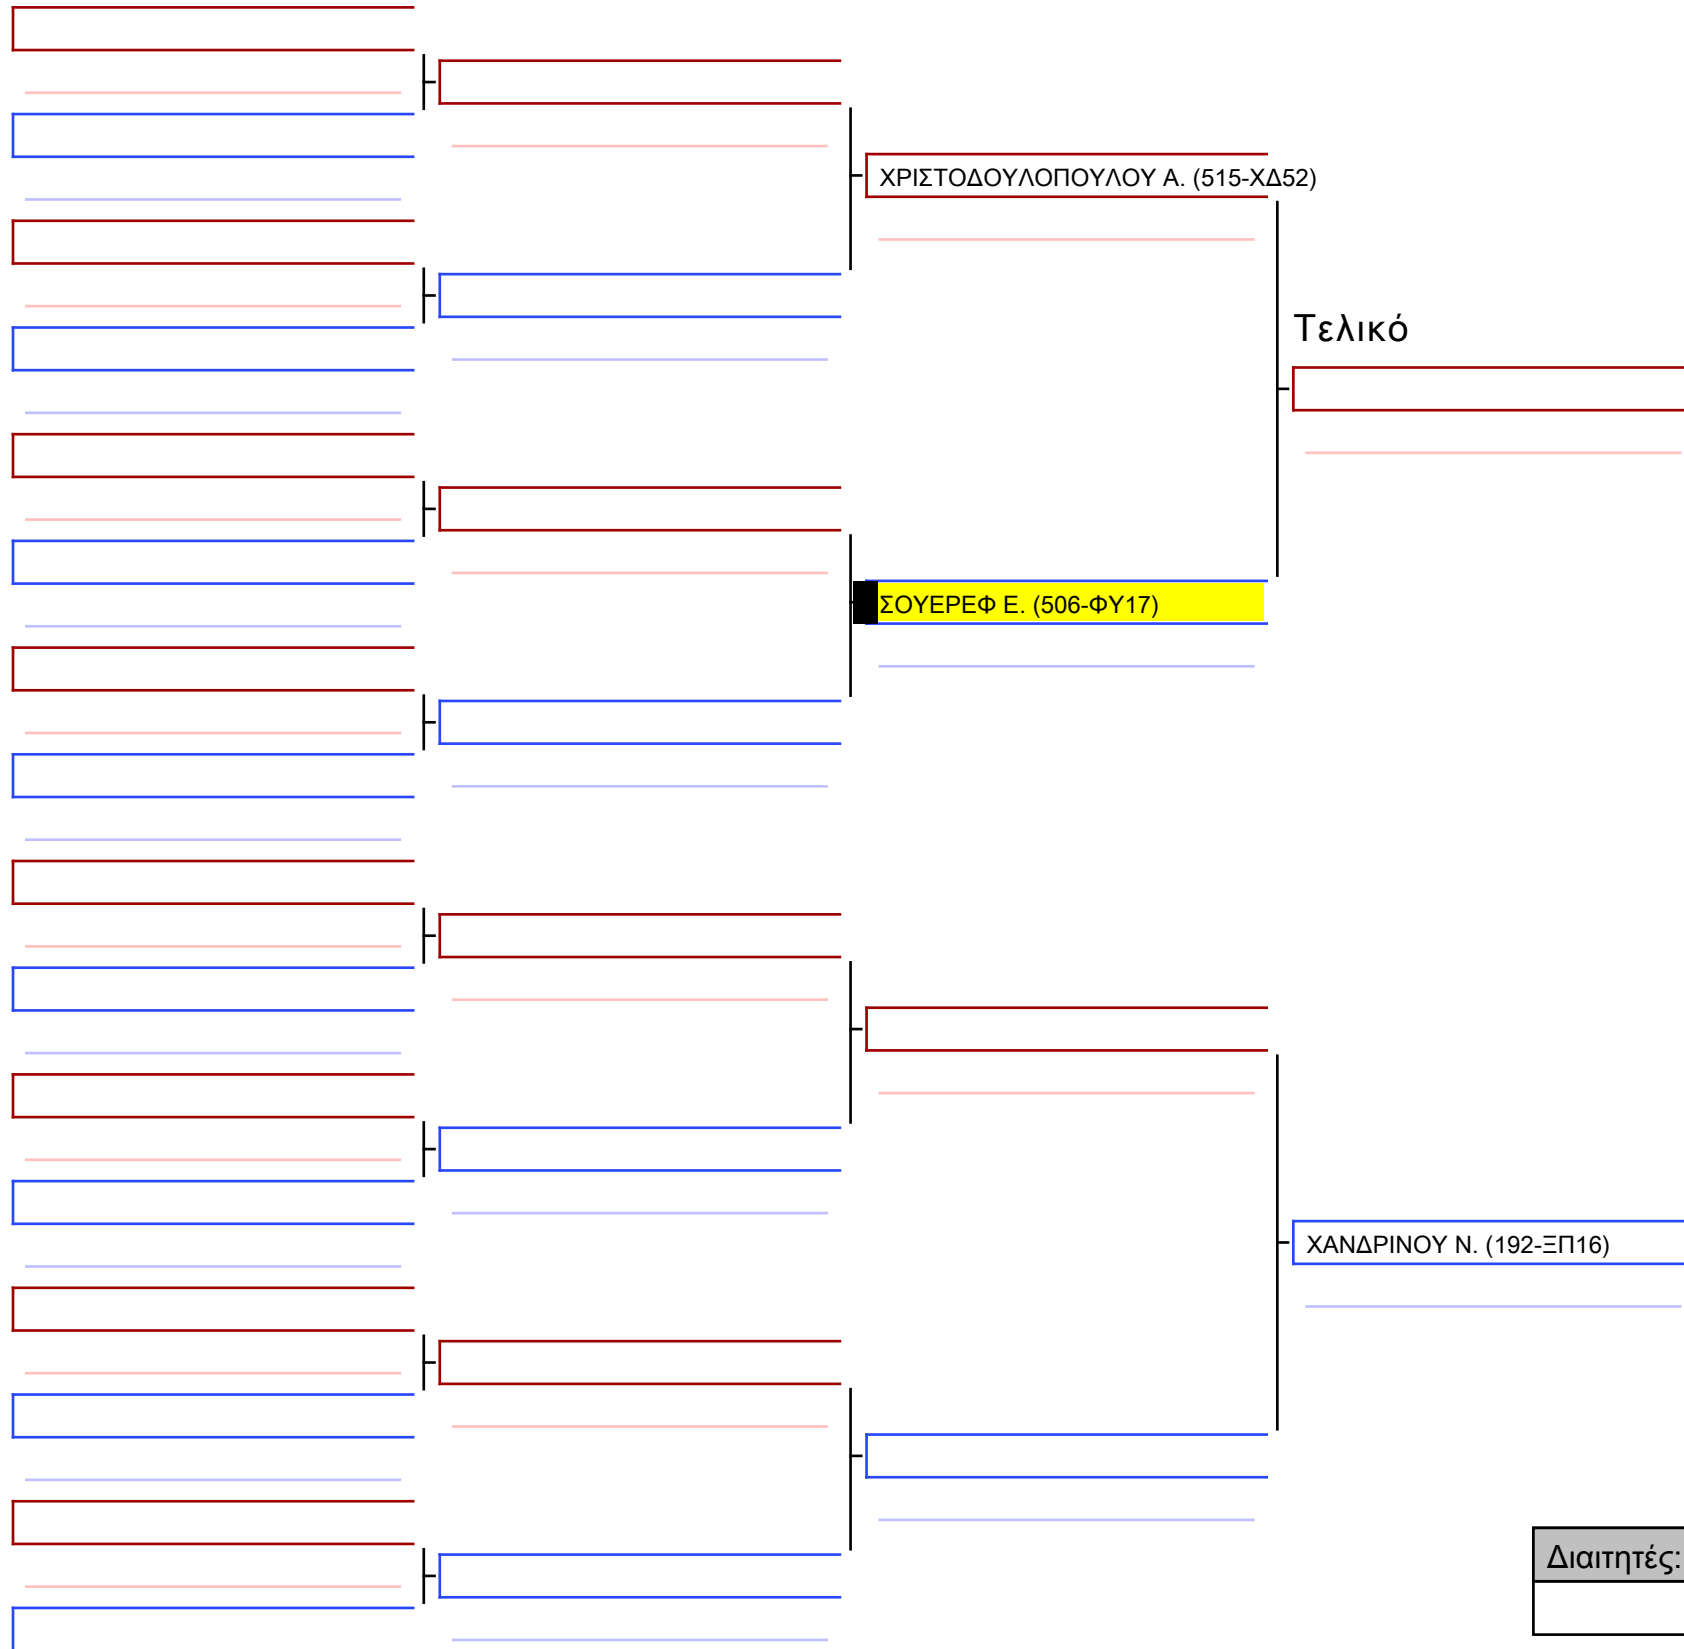 ΧΡΙΣΤΟΔΟΥΛΟΠΟΥΛΟΥ Α. (515-ΧΔ52)
Τελικό
ΣΟΥΕΡΕΦ Ε. (506-ΦΥ17)
ΧΑΝΔΡΙΝΟΥ Ν. (192-ΞΠ16)
Διαιτητές: